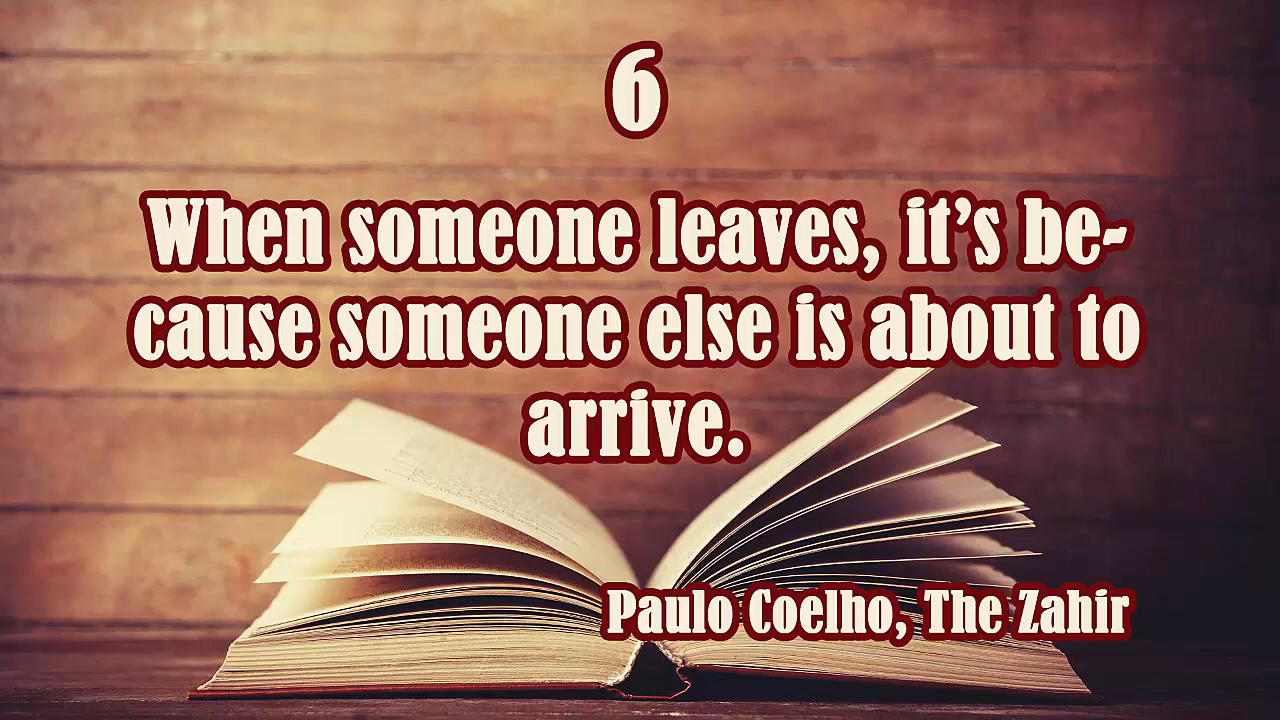 6
When someone leaves, it’s be-
cause someone else is about to
arrive.
Paulo Coelho, The Zahir